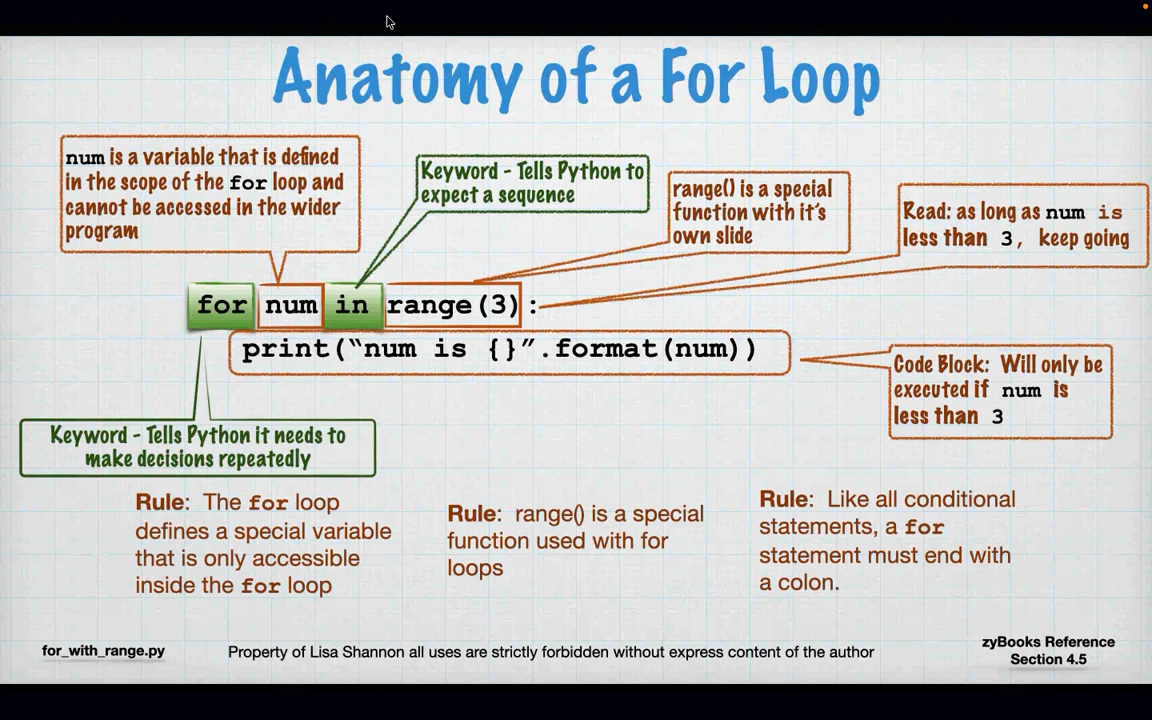 Anatomy of a For Loop
num is a variable that is defined
in the scope of the for loop and
cannot be accessed in the wider
program
Keyword - Tells Python to
expect a sequence
range() is a special
function with it's
own slide
Read: as long as num is
less than 3, keep going
for num in range(3):
print(“num is {}”.format(num))
Code Block: Will only be
executed if num is
less than 3
Keyword - Tells Python it needs to
make decisions repeatedly
Rule: The for loop
defines a special variable
that is only accessible
inside the for loop
Rule: range() is a special
function used with for
loops
Rule: Like all conditional
statements, a for
statement must end with
a colon.
for_with_range.py
Property of Lisa Shannon all uses are strictly forbidden without express content of the author
zyBooks Reference
Section 4.5